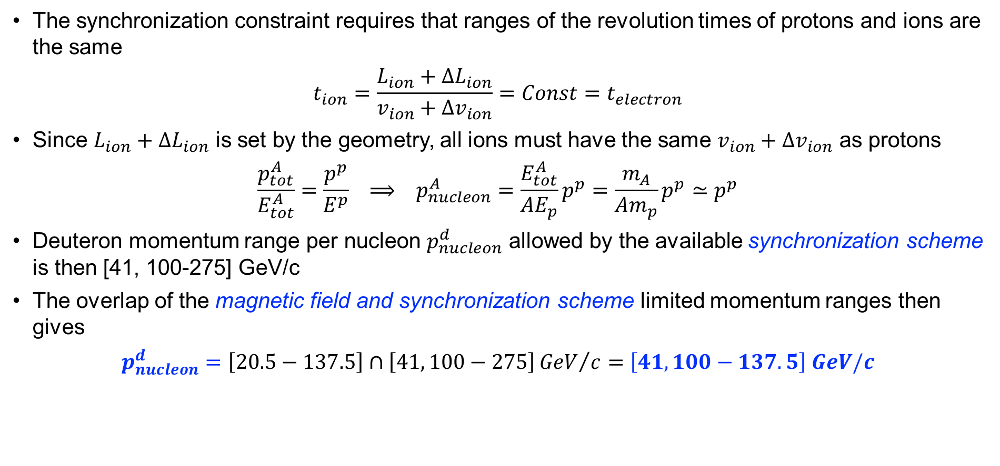 • The synchronization constraint requires that ranges of the revolution times of protons and ions are
the same
$t_{ion} = \frac{L_{ion} + \Delta L_{ion}}{v_{ion} + \Delta v_{ion}} = Const = t_{electron}$
• Since $L_{ion} + \Delta L_{ion}$ is set by the geometry, all ions must have the same $v_{ion} + \Delta v_{ion}$ as protons
$\frac{p_{tot}^{A}}{E_{tot}^{A}} = \frac{p^{p}}{E^{p}} \implies p_{nucleon}^{A} = \frac{E_{tot}^{A}}{AE_{p}} p^{p} = \frac{m_{A}}{Am_{p}} p^{p} \simeq p^{p}$
• Deuteron momentum range per nucleon $p_{nucleon}^{d}$ allowed by the available synchronization scheme
is then [41, 100-275] GeV/c
• The overlap of the magnetic field and synchronization scheme limited momentum ranges then
gives
$p_{nucleon}^{d} = [20.5 - 137.5] \cap [41, 100 - 275]\, GeV/c = [41, 100 - 137.5]\, GeV/c$